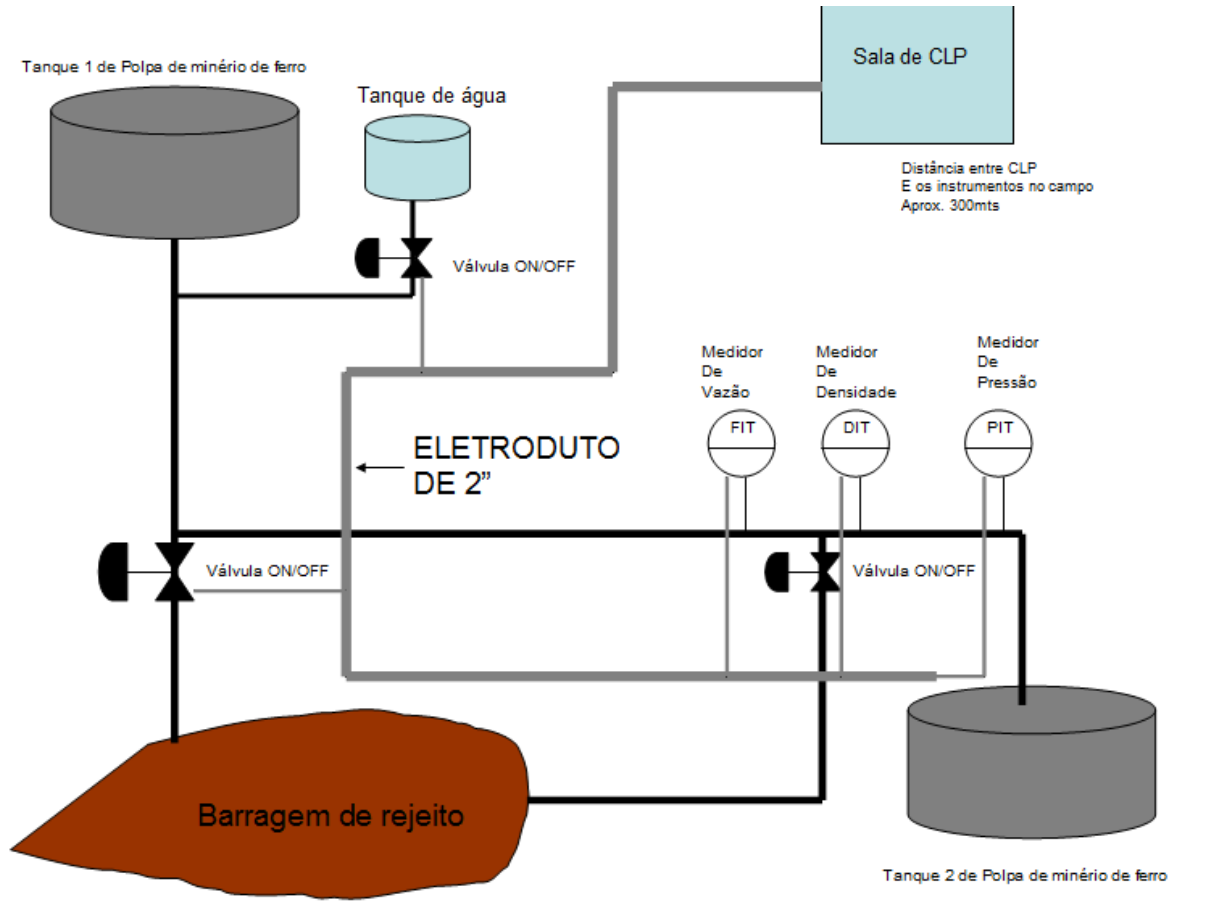 Tanque 1 de Polpa de minério de ferro
Tanque de água
Sala de CLP
Distância entre CLP
E os instrumentos no campo
Aprox. 300mts
Válvula ON/OFF
Medidor
De
Vazão
Medidor
De
Densidade
Medidor
De
Pressão
FIT
DIT
PIT
ELETRODUTO
DE 2”
Válvula ON/OFF
Válvula ON/OFF
Barragem de rejeito
Tanque 2 de Polpa de minério de ferro